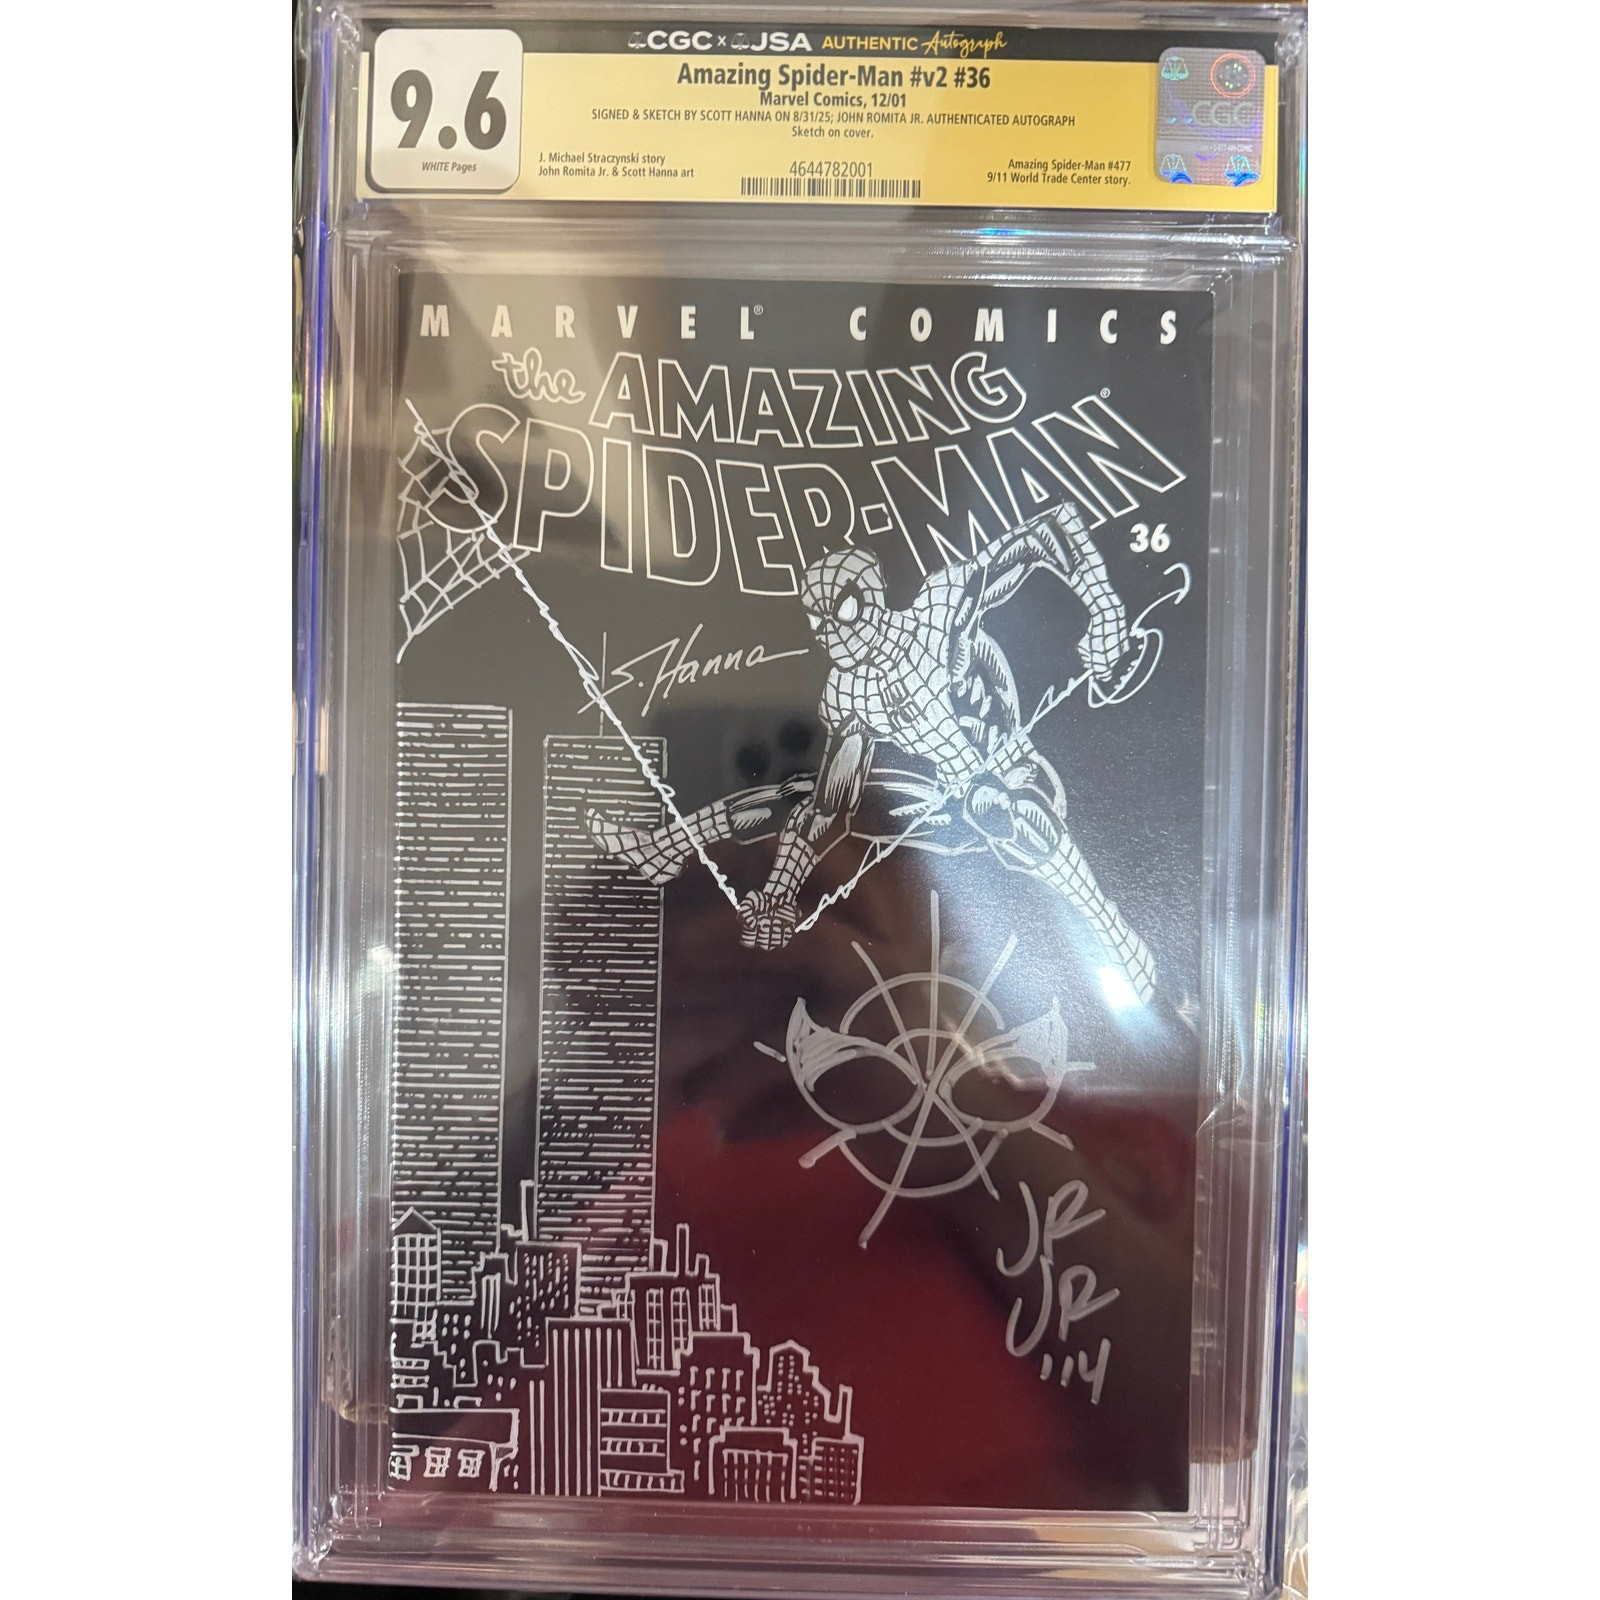 CGC x JSA AUTHENTIC Autograph
9.6
WHITE Pages
Amazing Spider-Man #v2 #36
Marvel Comics, 12/01
SIGNED & SKETCH BY SCOTT HANNA ON 8/31/25; JOHN ROMITA JR. AUTHENTICATED AUTOGRAPH
Sketch on cover.
J. Michael Straczynski story
John Romita Jr. & Scott Hanna art
4644782001
Amazing Spider-Man #477
9/11 World Trade Center story.
CGC
MARVEL® COMICS
the AMAZING
SPIDER-MAN®
36
S. Hanna
JR
JR
'14